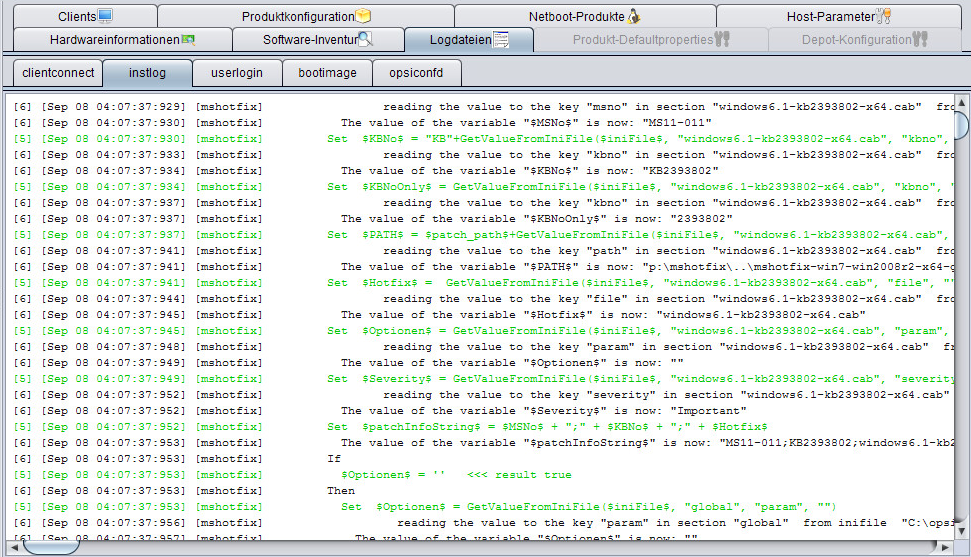 Clients
Produktkonfiguration
Netboot-Produkte
Host-Parameter
Hardwareinformationen
Software-Inventur
Logdateien
Produkt-Defaultproperties
Depot-Konfiguration
clientconnect
instlog
userlogin
bootimage
opsiconfd
[6] [Sep 08 04:07:37:929] [mshotfix] reading the value to the key "msno" in section "windows6.1-kb2393802-x64.cab" fro
[6] [Sep 08 04:07:37:930] [mshotfix] The value of the variable "$MSNo$" is now: "MS11-011"
[5] [Sep 08 04:07:37:930] [mshotfix] Set $KBNo$ = "KB"+GetValueFromIniFile($iniFile$, "windows6.1-kb2393802-x64.cab", "kbno",
[6] [Sep 08 04:07:37:933] [mshotfix] reading the value to the key "kbno" in section "windows6.1-kb2393802-x64.cab" fro
[6] [Sep 08 04:07:37:934] [mshotfix] The value of the variable "$KBNo$" is now: "KB2393802"
[5] [Sep 08 04:07:37:934] [mshotfix] Set $KBNoOnly$ = GetValueFromIniFile($iniFile$, "windows6.1-kb2393802-x64.cab", "kbno", "
[6] [Sep 08 04:07:37:937] [mshotfix] reading the value to the key "kbno" in section "windows6.1-kb2393802-x64.cab" fro
[6] [Sep 08 04:07:37:937] [mshotfix] The value of the variable "$KBNoOnly$" is now: "2393802"
[5] [Sep 08 04:07:37:937] [mshotfix] Set $PATH$ = $patch_path$+GetValueFromIniFile($iniFile$, "windows6.1-kb2393802-x64.cab",
[6] [Sep 08 04:07:37:941] [mshotfix] reading the value to the key "path" in section "windows6.1-kb2393802-x64.cab" fro
[6] [Sep 08 04:07:37:941] [mshotfix] The value of the variable "$PATH$" is now: "p:\mshotfix\..\mshotfix-win7-win2008r2-x64-g
[5] [Sep 08 04:07:37:941] [mshotfix] Set $Hotfix$ = GetValueFromIniFile($iniFile$, "windows6.1-kb2393802-x64.cab", "file", ""
[6] [Sep 08 04:07:37:944] [mshotfix] reading the value to the key "file" in section "windows6.1-kb2393802-x64.cab" fro
[6] [Sep 08 04:07:37:945] [mshotfix] The value of the variable "$Hotfix$" is now: "windows6.1-kb2393802-x64.cab"
[5] [Sep 08 04:07:37:945] [mshotfix] Set $Optionen$ = GetValueFromIniFile($iniFile$, "windows6.1-kb2393802-x64.cab", "param",
[6] [Sep 08 04:07:37:948] [mshotfix] reading the value to the key "param" in section "windows6.1-kb2393802-x64.cab" fr
[6] [Sep 08 04:07:37:949] [mshotfix] The value of the variable "$Optionen$" is now: ""
[5] [Sep 08 04:07:37:949] [mshotfix] Set $Severity$ = GetValueFromIniFile($iniFile$, "windows6.1-kb2393802-x64.cab", "severity
[6] [Sep 08 04:07:37:952] [mshotfix] reading the value to the key "severity" in section "windows6.1-kb2393802-x64.cab"
[6] [Sep 08 04:07:37:952] [mshotfix] The value of the variable "$Severity$" is now: "Important"
[5] [Sep 08 04:07:37:952] [mshotfix] Set $patchInfoString$ = $MSNo$ + ";" + $KBNo$ + ";" + $Hotfix$
[6] [Sep 08 04:07:37:953] [mshotfix] The value of the variable "$patchInfoString$" is now: "MS11-011;KB2393802;windows6.1-kb2
[6] [Sep 08 04:07:37:953] [mshotfix] If
[5] [Sep 08 04:07:37:953] [mshotfix] $Optionen$ = '' <<< result true
[6] [Sep 08 04:07:37:953] [mshotfix] Then
[5] [Sep 08 04:07:37:953] [mshotfix] Set $Optionen$ = GetValueFromIniFile($iniFile$, "global", "param", "")
[6] [Sep 08 04:07:37:956] [mshotfix] reading the value to the key "param" in section "global" from inifile "C:\opsi
[6] [Sep 08 04:07:37:957] [mshotfix] The value of the variable "$Optionen$" is now: ""